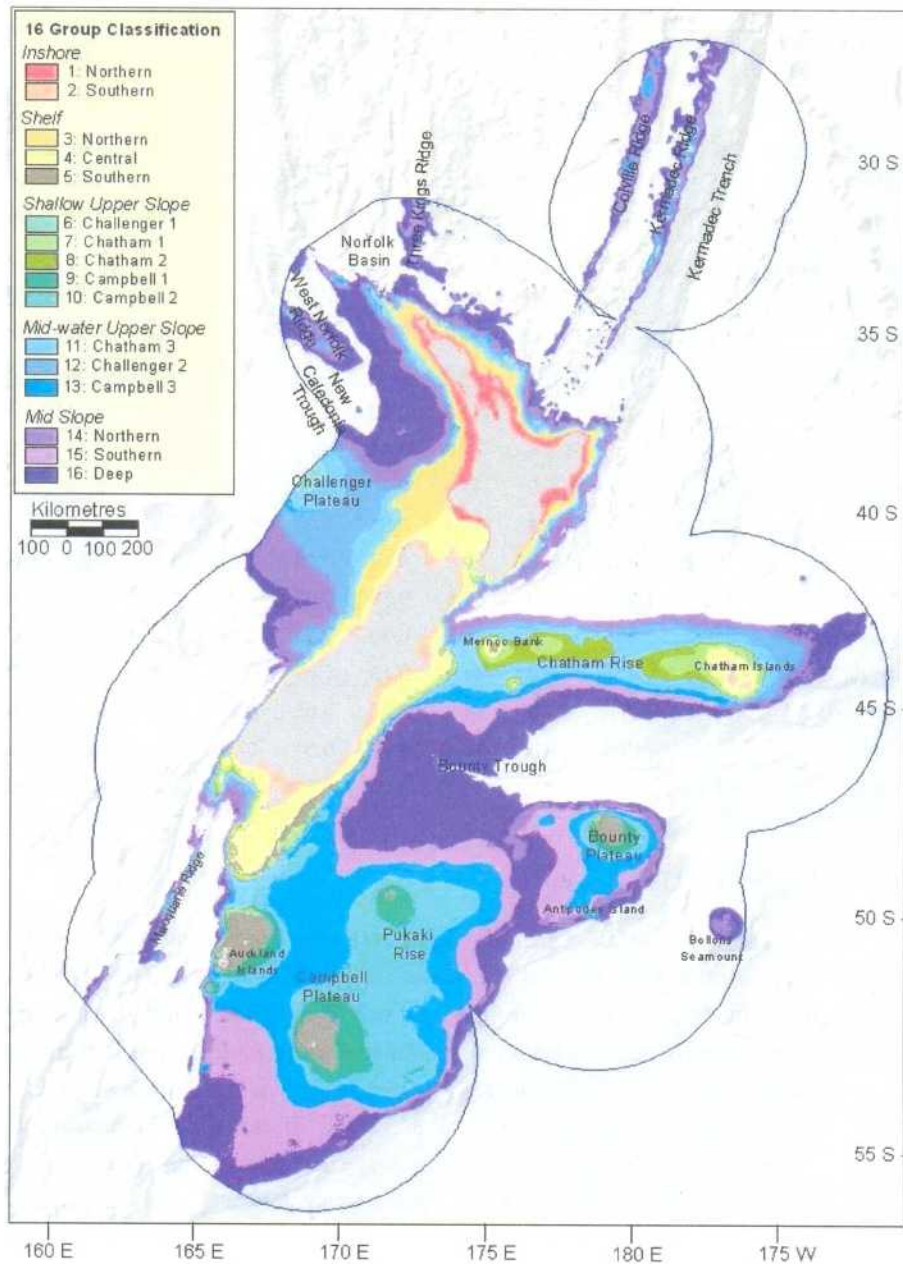 16 Group Classification
Inshore
1: Northern
2: Southern
Shelf
3: Northern
4: Central
5: Southern
Shallow Upper Slope
6: Challenger 1
7: Chatham 1
8: Chatham 2
9: Campbell 1
10: Campbell 2
Mid-water Upper Slope
11: Chatham 3
12: Challenger 2
13: Campbell 3
Mid Slope
14: Northern
15: Southern
16: Deep
Kilometres
100 0 100 200
Colville Ridge
Kermadec Ridge
Kermadec Trench
Three Kings Ridge
Norfolk
Basin
West Norfolk
Ridge
New
Caledonia
Trough
Challenger
Plateau
Mernoo Bank
Chatham Rise
Chatham Islands
Bounty Trough
Bounty
Plateau
Antipodes Island
Bollons
Seamount
Macquarie Ridge
Auckland
Islands
Pukaki
Rise
Campbell
Plateau
30 S
35 S
40 S
45 S
50 S
55 S
160 E
165 E
170 E
175 E
180 E
175 W